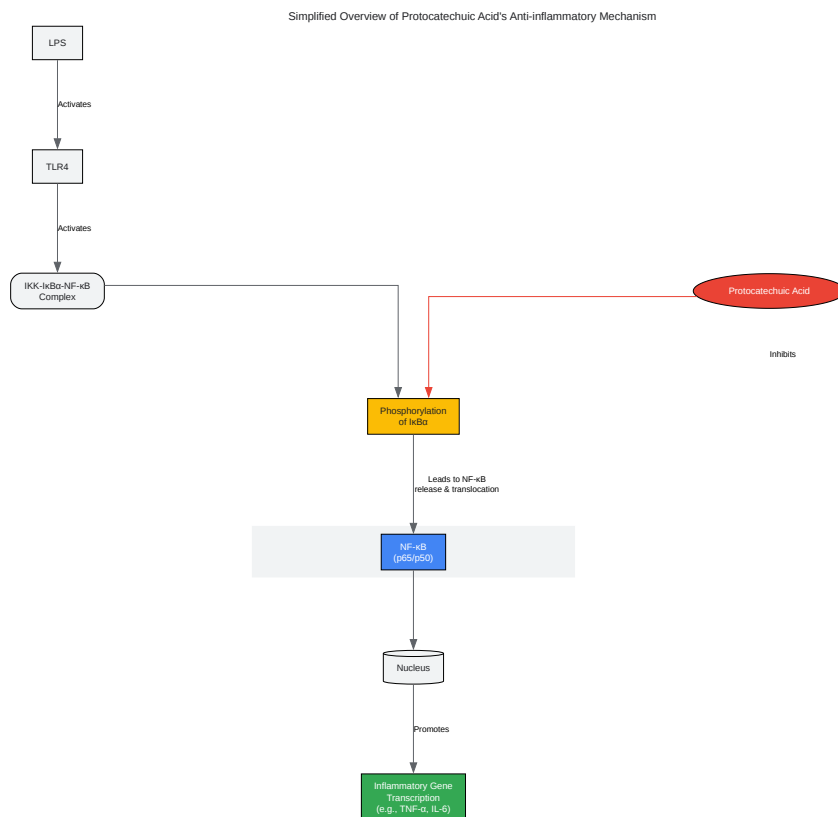 Simplified Overview of Protocatechuic Acid's Anti-inflammatory Mechanism
LPS
Activates
TLR4
Activates
IKK-IκBα-NF-κB
Complex
Protocatechuic Acid
Inhibits
Phosphorylation
of IκBα
Leads to NF-κB
release & translocation
NF-κB
(p65/p50)
Nucleus
Promotes
Inflammatory Gene
Transcription
(e.g., TNF-α, IL-6)